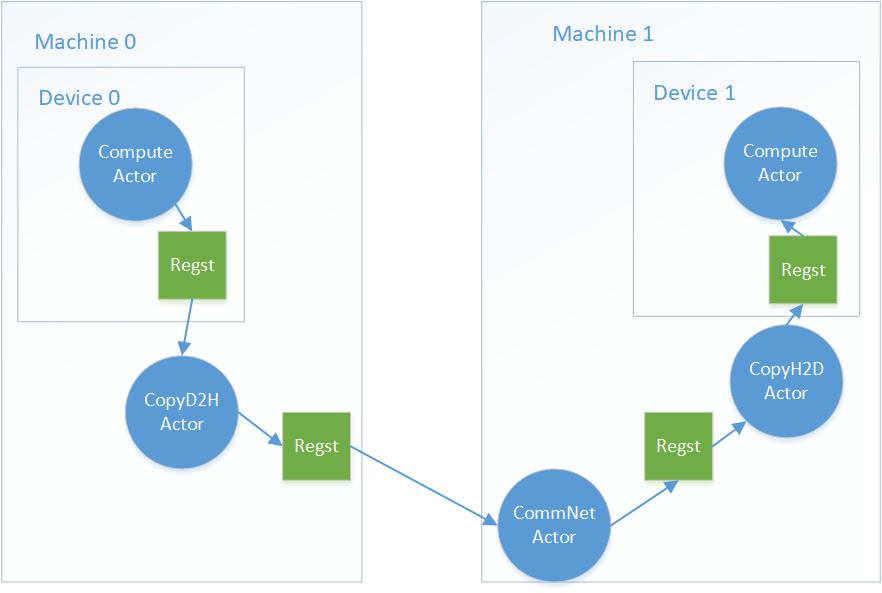 Machine 0
Device 0
Compute
Actor
Regst
CopyD2H
Actor
Regst
Machine 1
Device 1
Compute
Actor
Regst
CopyH2D
Actor
Regst
CommNet
Actor